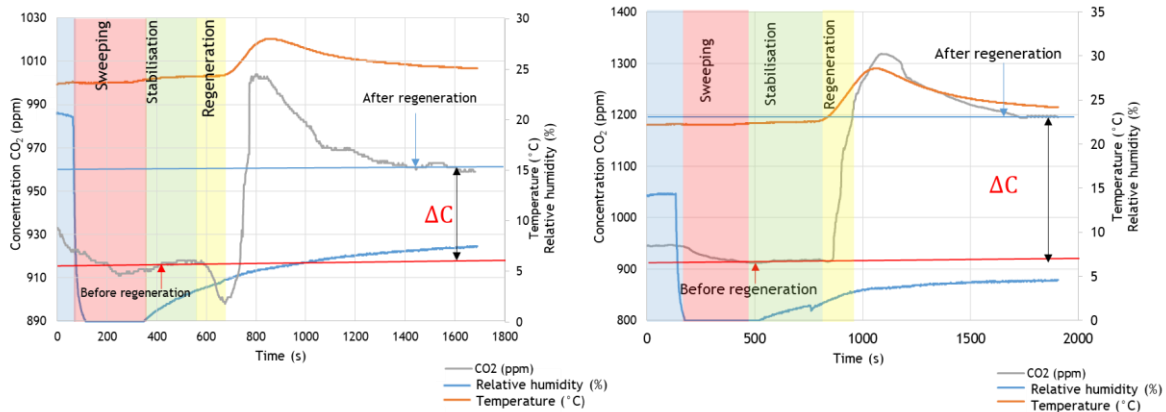 1030
1010
990
970
950
930
910
890
30
25
20
15
10
5
0
0
200
400
600
800
1000
1200
1400
1600
1800
Concentration CO₂ (ppm)
Temperature (°C)
Relative humidity (%)
Time (s)
Sweeping
Stabilisation
Regeneration
After regeneration
ΔC
Before regeneration
CO2 (ppm)
Relative humidity (%)
Temperature (°C)
1400
1300
1200
1100
1000
900
800
35
30
25
20
15
10
5
0
0
500
1000
1500
2000
Concentration CO₂ (ppm)
Temperature (°C)
Relative humidity (%)
Time (s)
Sweeping
Stabilisation
Regeneration
After regeneration
ΔC
Before regeneration
CO2 (ppm)
Relative humidity (%)
Temperature (°C)